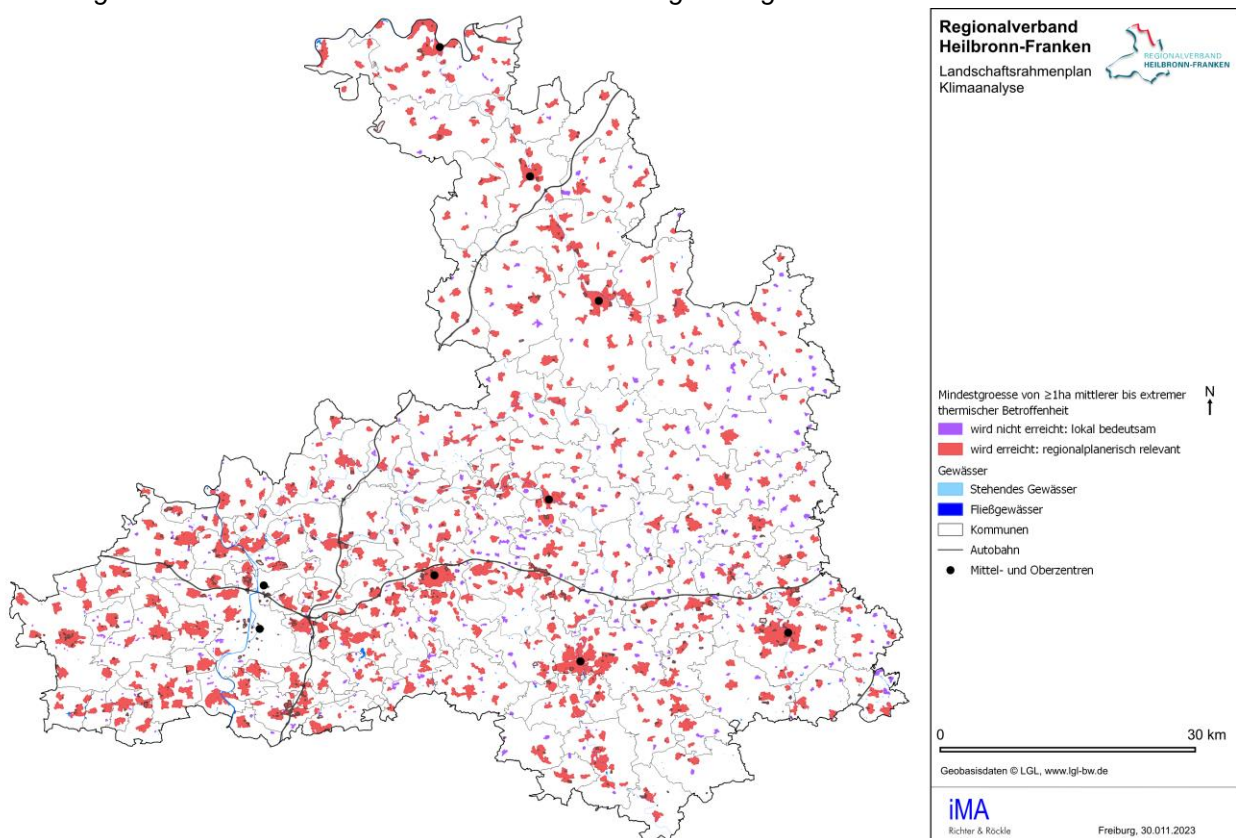 Regionalverband
Heilbronn-Franken
Landschaftsrahmenplan
Klimaanalyse
REGIONALVERBAND
HEILBRONN-FRANKEN
Mindestgroesse von ≥1ha mittlerer bis extremer
thermischer Betroffenheit
N
wird nicht erreicht: lokal bedeutsam
wird erreicht: regionalplanerisch relevant
Gewässer
Stehendes Gewässer
Fließgewässer
Kommunen
Autobahn
Mittel- und Oberzentren
0
30 km
Geobasisdaten © LGL, www.lgl-bw.de
iMA
Richter & Röckle
Freiburg, 30.011.2023